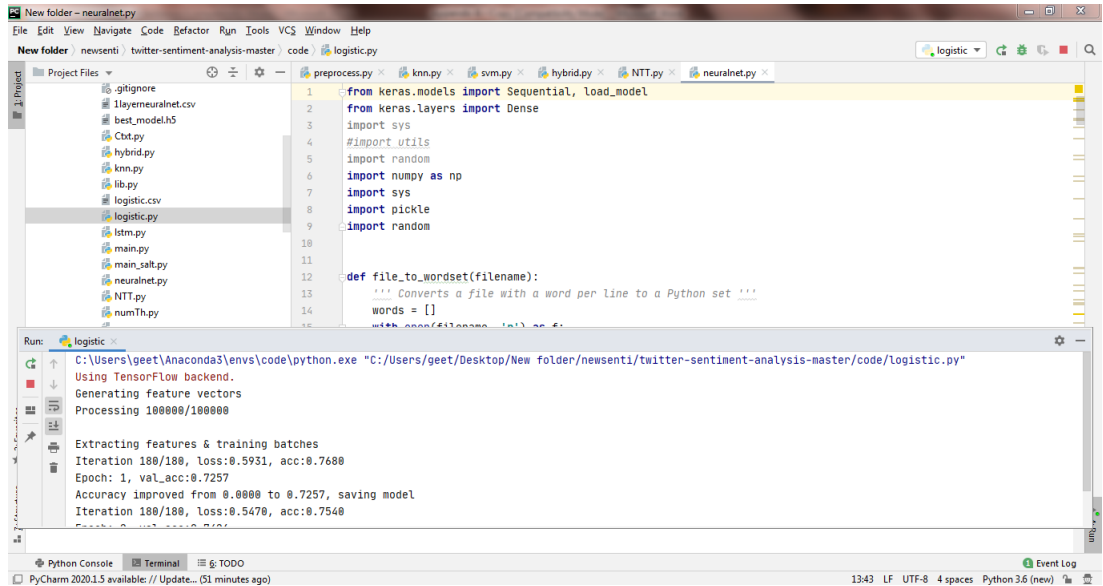 New folder – neuralnet.py
File Edit View Navigate Code Refactor Run Tools VCS Window Help
New folder newsenti twitter-sentiment-analysis-master code logistic.py
logistic
Project Files
preprocess.py knn.py svm.py hybrid.py NTT.py neuralnet.py
1: Project
.gitignore
1layerneuralnet.csv
best_model.h5
Ctxt.py
hybrid.py
knn.py
lib.py
logistic.csv
logistic.py
lstm.py
main.py
main_salt.py
neuralnet.py
NTT.py
numTh.py
1 from keras.models import Sequential, load_model
2 from keras.layers import Dense
3 import sys
4 #import utils
5 import random
6 import numpy as np
7 import sys
8 import pickle
9 import random
10
11
12 def file_to_wordset(filename):
13 ''' Converts a file with a word per line to a Python set '''
14 words = []
15 with open(filename, 'r') as f:
Run: logistic
C:\Users\geet\Anaconda3\envs\code\python.exe "C:/Users/geet/Desktop/New folder/newsenti/twitter-sentiment-analysis-master/code/logistic.py"
Using TensorFlow backend.
Generating feature vectors
Processing 100000/100000
Extracting features & training batches
Iteration 180/180, loss:0.5931, acc:0.7680
Epoch: 1, val_acc:0.7257
Accuracy improved from 0.0000 to 0.7257, saving model
Iteration 180/180, loss:0.5470, acc:0.7540
Python Console Terminal 6: TODO
Event Log
PyCharm 2020.1.5 available: // Update... (51 minutes ago)
13:43 LF UTF-8 4 spaces Python 3.6 (new)